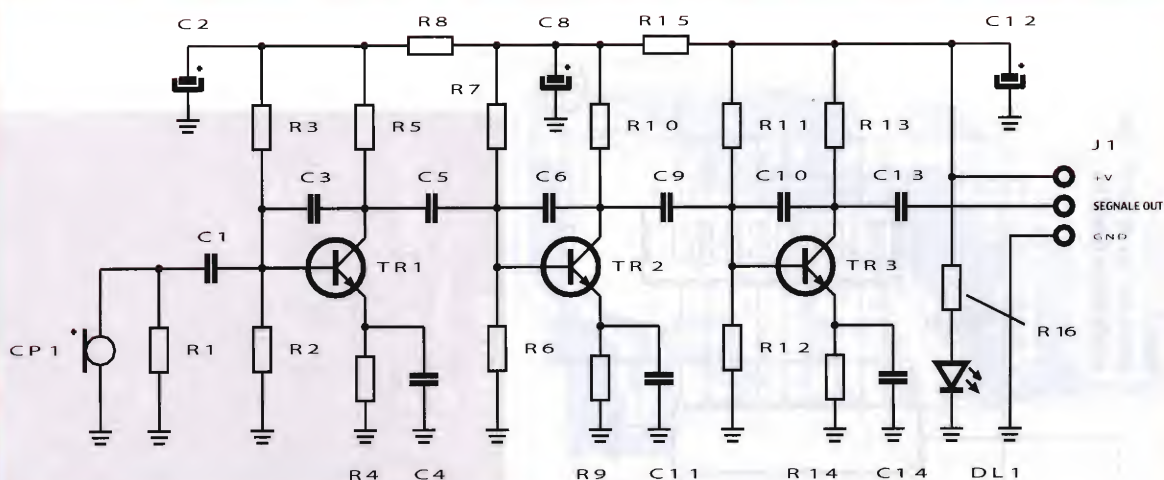 C2 R8 C8 R15 C12
R7
R3 R5 R10 R11 R13
J1
C3 C5 C6 C9 C10 C13 +V
SEGNALE OUT
C1 GND
TR1 TR2 TR3
R16
CP1 R1 R2 R6 R12
R4 C4 R9 C11 R14 C14 DL1